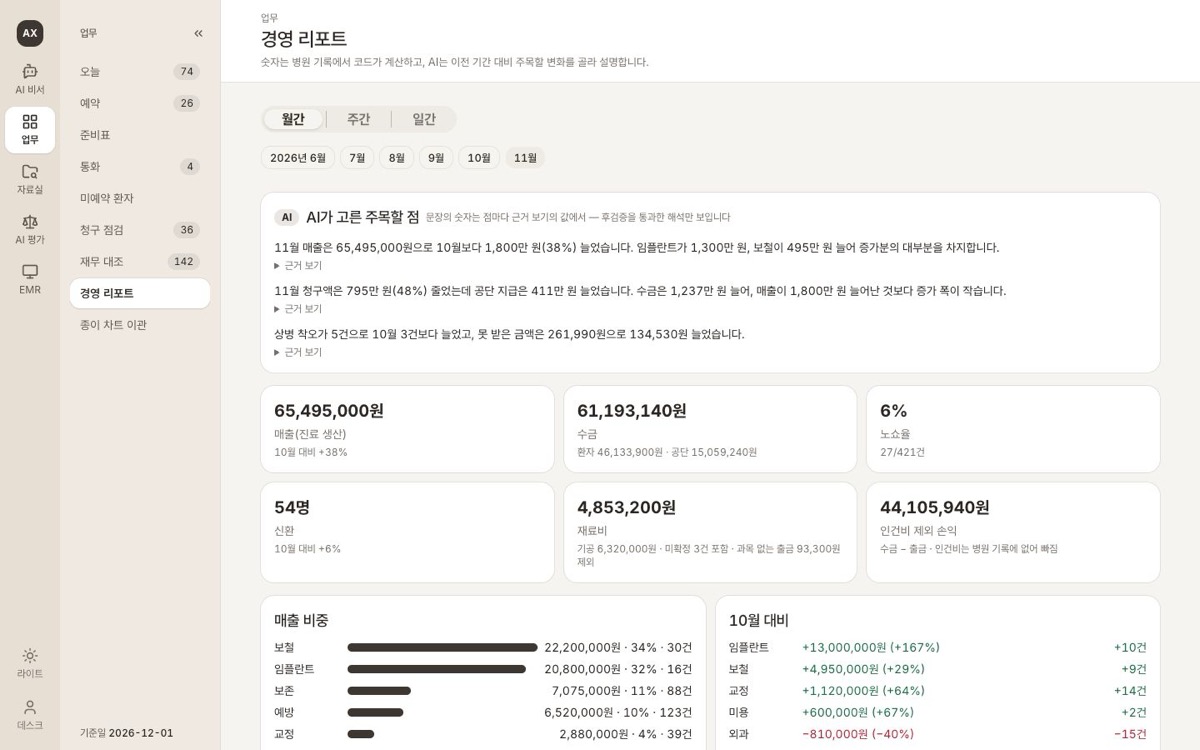 AX
AI 비서
업무
자료실
AI 평가
EMR
라이트
데스크
업무
«
오늘 74
예약 26
준비표
통화 4
미예약 환자
청구 점검 36
재무 대조 142
경영 리포트
종이 차트 이관
기준일 2026-12-01
업무
경영 리포트
숫자는 병원 기록에서 코드가 계산하고, AI는 이전 기간 대비 주목할 변화를 골라 설명합니다.
월간 주간 일간
2026년 6월 7월 8월 9월 10월 11월
AI AI가 고른 주목할 점 문장의 숫자는 점마다 근거 보기의 값에서 — 후검증을 통과한 해석만 보입니다
11월 매출은 65,495,000원으로 10월보다 1,800만 원(38%) 늘었습니다. 임플란트가 1,300만 원, 보철이 495만 원 늘어 증가분의 대부분을 차지합니다.
▶ 근거 보기
11월 청구액은 795만 원(48%) 줄었는데 공단 지급은 411만 원 늘었습니다. 수금은 1,237만 원 늘어, 매출이 1,800만 원 늘어난 것보다 증가 폭이 작습니다.
▶ 근거 보기
상병 착오가 5건으로 10월 3건보다 늘었고, 못 받은 금액은 261,990원으로 134,530원 늘었습니다.
▶ 근거 보기
65,495,000원
매출(진료 생산)
10월 대비 +38%
61,193,140원
수금
환자 46,133,900원 · 공단 15,059,240원
6%
노쇼율
27/421건
54명
신환
10월 대비 +6%
4,853,200원
재료비
기공 6,320,000원 · 미확정 3건 포함 · 과목 없는 출금 93,300원
제외
44,105,940원
인건비 제외 손익
수금 − 출금 · 인건비는 병원 기록에 없어 빠짐
매출 비중
보철 22,200,000원 · 34% · 30건
임플란트 20,800,000원 · 32% · 16건
보존 7,075,000원 · 11% · 88건
예방 6,520,000원 · 10% · 123건
교정 2,880,000원 · 4% · 39건
10월 대비
임플란트 +13,000,000원 (+167%) +10건
보철 +4,950,000원 (+29%) +9건
교정 +1,120,000원 (+64%) +14건
미용 +600,000원 (+67%) +2건
외과 −810,000원 (−40%) −15건